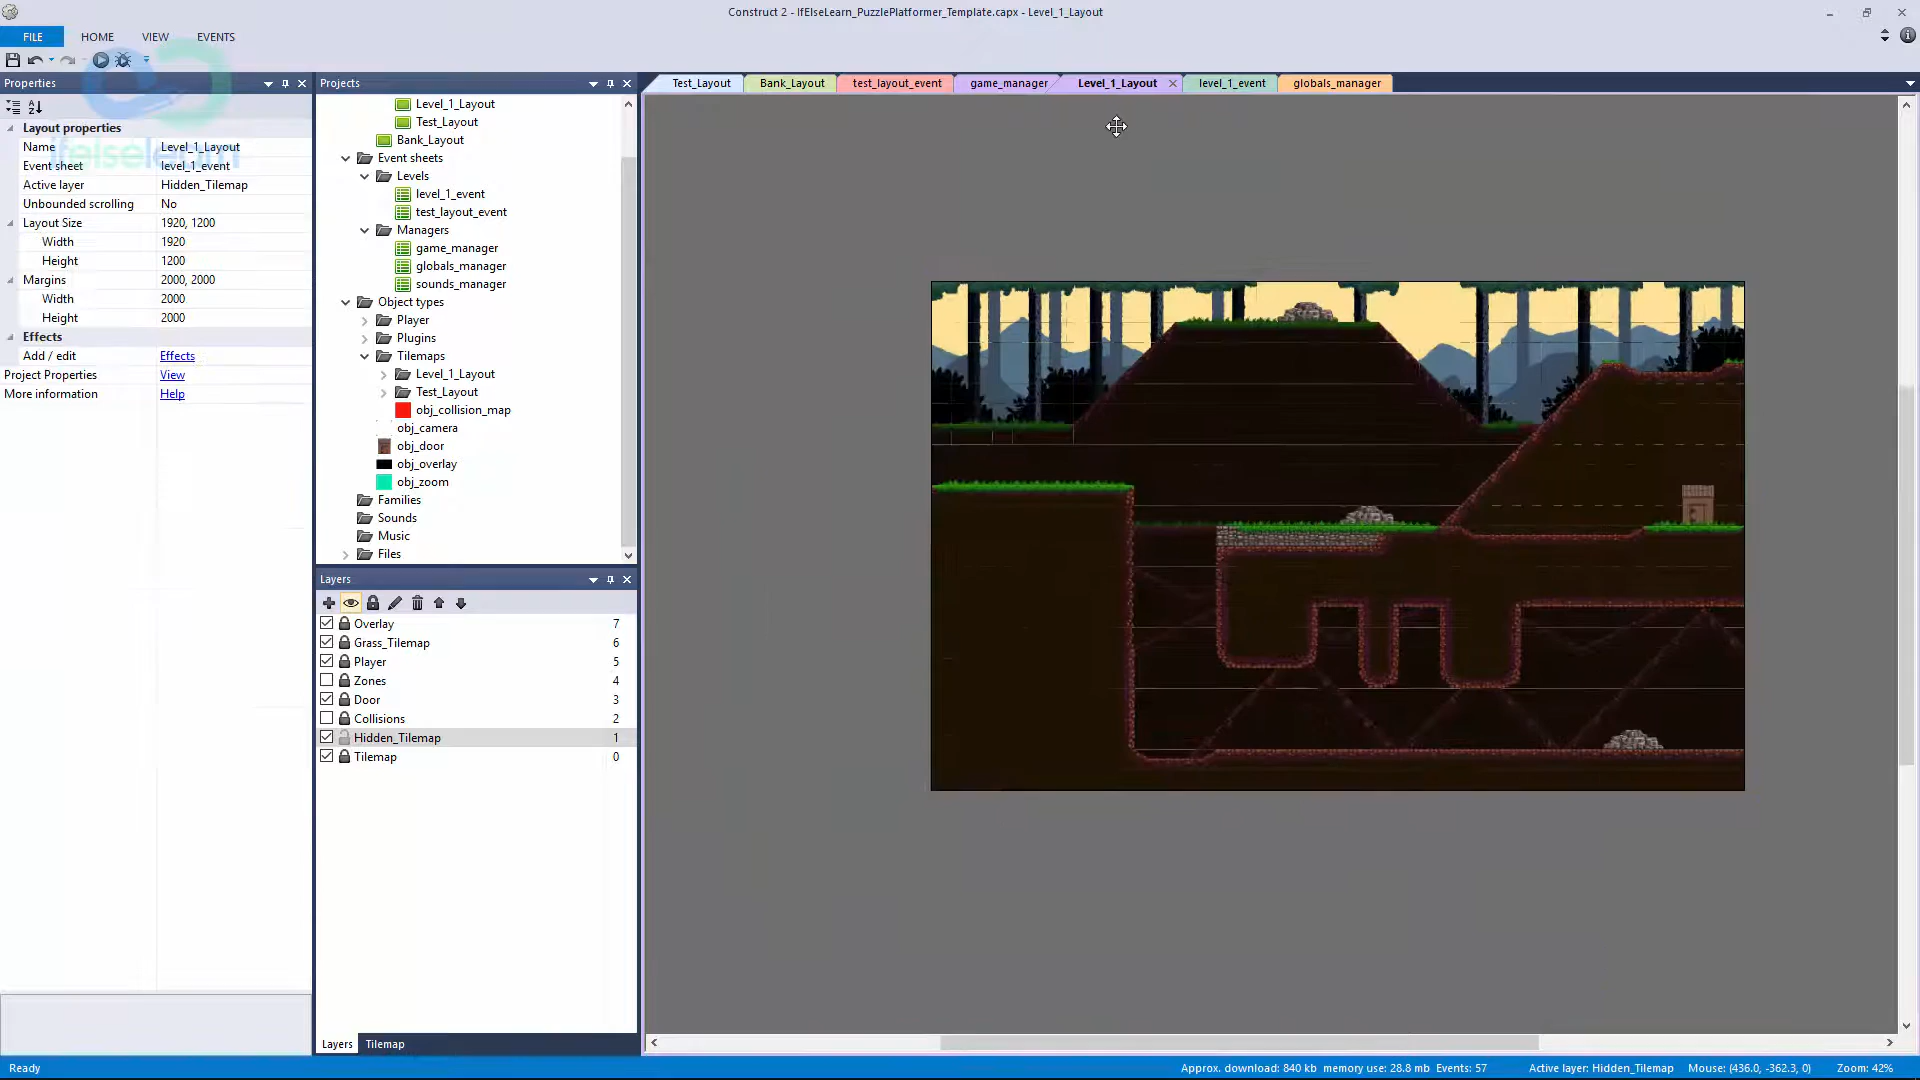 Construct 2 - IfElseLearn_PuzzlePlatformer_Template.capx - Level_1_Layout
FILE HOME VIEW EVENTS
Properties
Layout properties
Name Level_1_Layout
Event sheet level_1_event
Active layer Hidden_Tilemap
Unbounded scrolling No
Layout Size 1920, 1200
Width 1920
Height 1200
Margins 2000, 2000
Width 2000
Height 2000
Effects
Add / edit Effects
Project Properties View
More information Help
ifelselearn
Projects
Level_1_Layout
Test_Layout
Bank_Layout
Event sheets
Levels
level_1_event
test_layout_event
Managers
game_manager
globals_manager
sounds_manager
Object types
Player
Plugins
Tilemaps
Level_1_Layout
Test_Layout
obj_collision_map
obj_camera
obj_door
obj_overlay
obj_zoom
Families
Sounds
Music
Files
Layers
Overlay 7
Grass_Tilemap 6
Player 5
Zones 4
Door 3
Collisions 2
Hidden_Tilemap 1
Tilemap 0
Layers Tilemap
Test_Layout Bank_Layout test_layout_event game_manager Level_1_Layout level_1_event globals_manager
Ready Approx. download: 840 kb memory use: 28.8 mb Events: 57 Active layer: Hidden_Tilemap Mouse: (436.0, -362.3, 0) Zoom: 42%